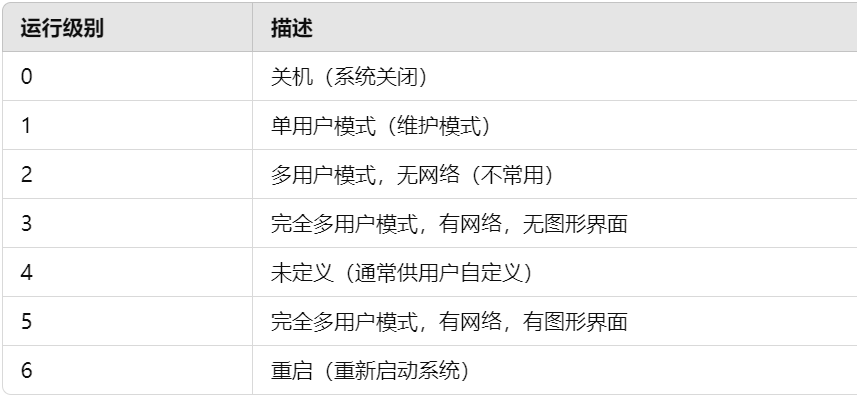 运行级别 描述
0 关机（系统关闭）
1 单用户模式（维护模式）
2 多用户模式，无网络（不常用）
3 完全多用户模式，有网络，无图形界面
4 未定义（通常供用户自定义）
5 完全多用户模式，有网络，有图形界面
6 重启（重新启动系统）